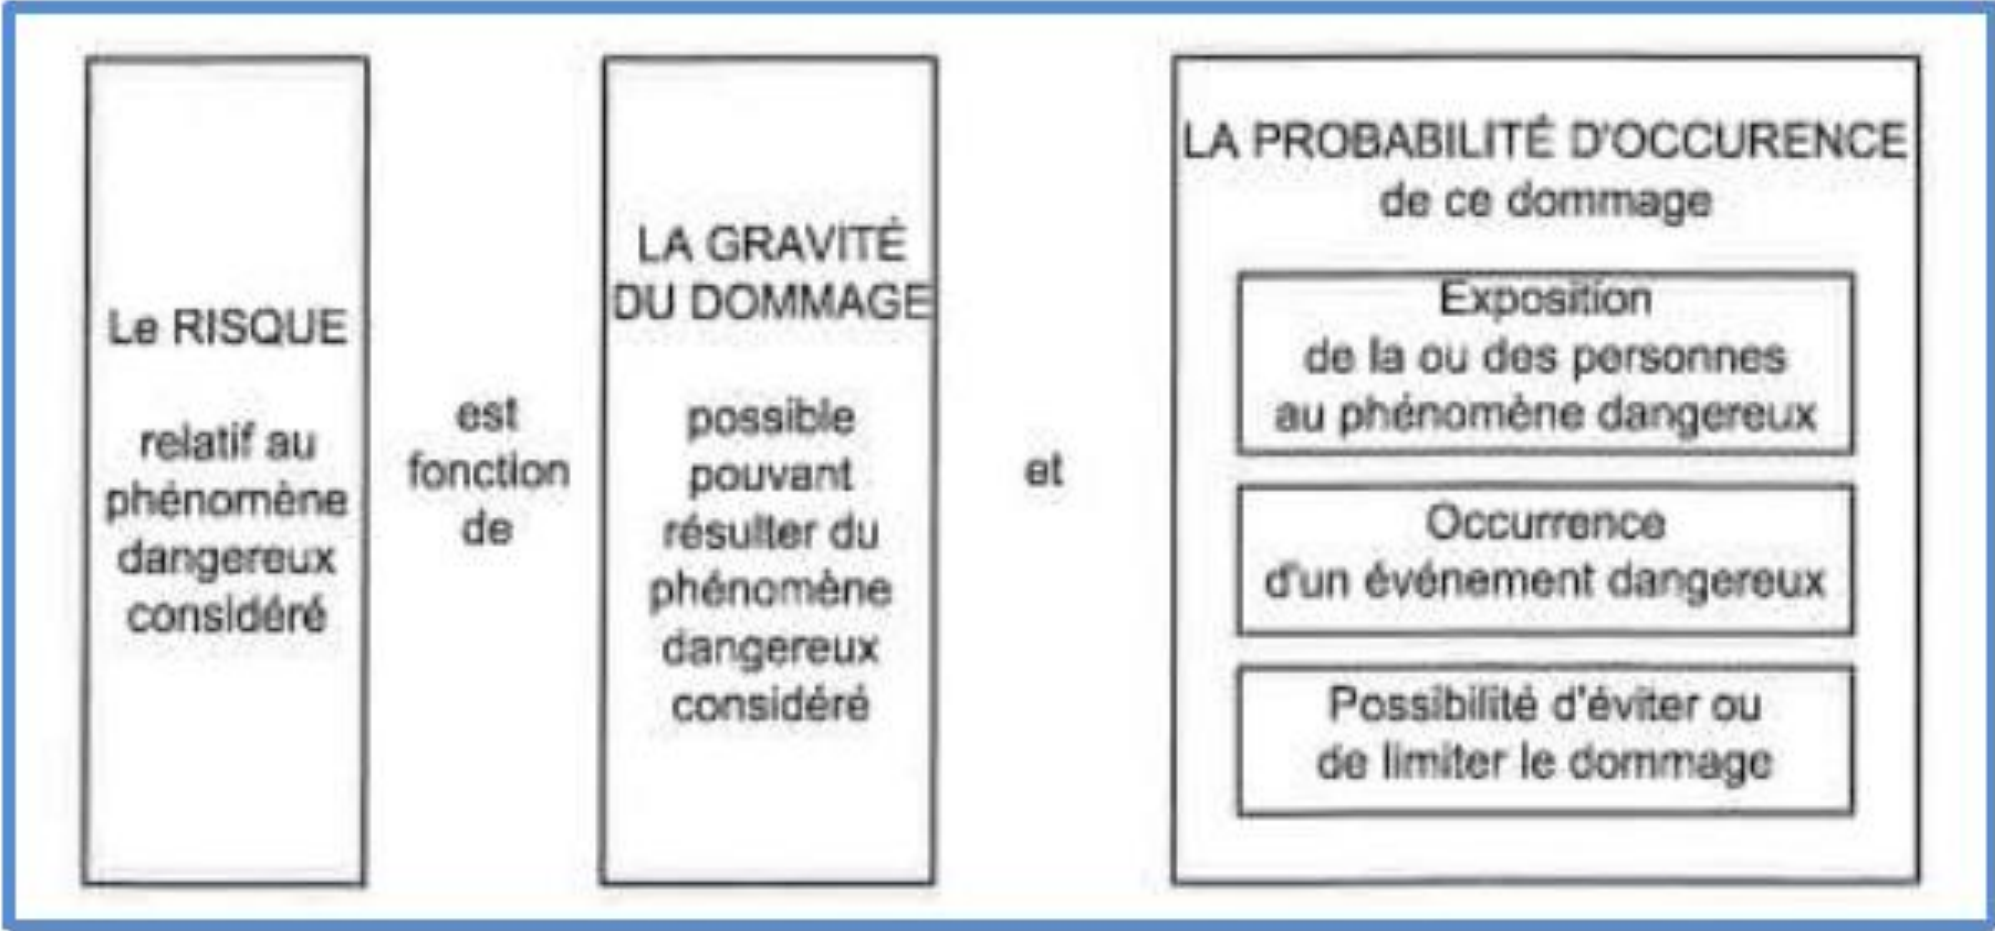 Le RISQUE
relatif au
phénomène
dangereux
considéré
est
fonction
de
LA GRAVITÉ
DU DOMMAGE
possible
pouvant
résulter du
phénomène
dangereux
considéré
et
LA PROBABILITÉ D'OCCURENCE
de ce dommage
Exposition
de la ou des personnes
au phénomène dangereux
Occurrence
d'un événement dangereux
Possibilité d'éviter ou
de limiter le dommage